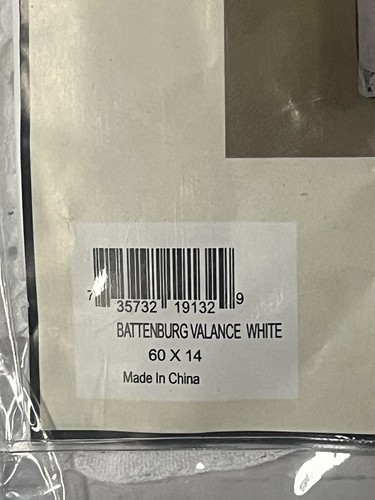 7 35732 19132 9
BATTENBURG VALANCE WHITE
60 X 14
Made In China